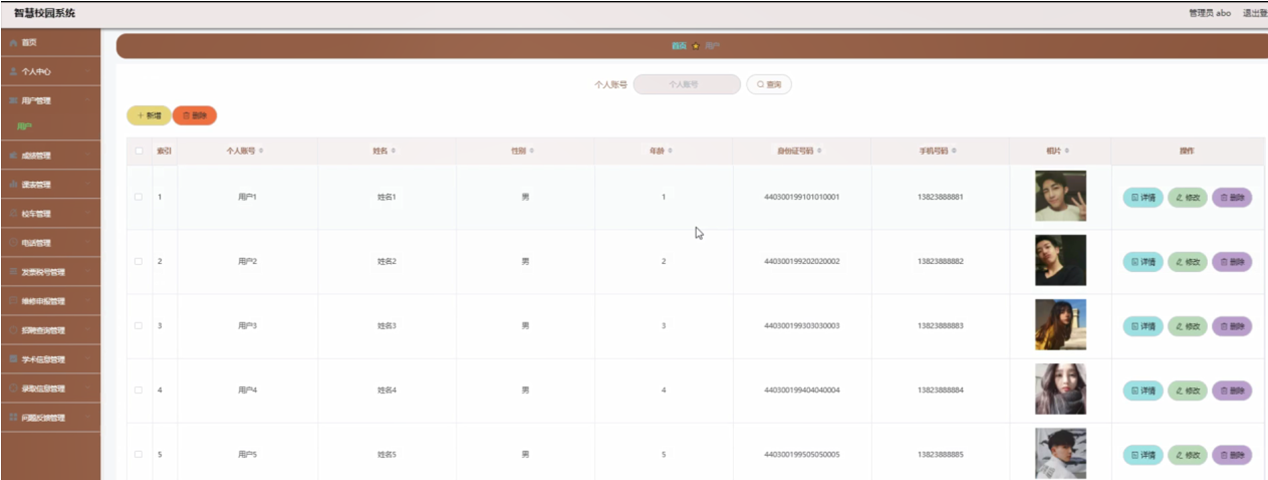 智慧校园系统 管理员 abo 退出登
首页
个人中心
用户管理
用户
成绩管理
课表管理
校车管理
电话管理
发票税号管理
维修申报管理
招聘查询管理
学术信息管理
录取信息管理
问题反馈管理
首页 用户
个人账号 个人账号 查询
+ 新增 删除
索引 个人账号 姓名 性别 年龄 身份证号码 手机号码 相片 操作
1 用户1 姓名1 男 1 440300199101010001 13823888881 详情 修改 删除
2 用户2 姓名2 男 2 440300199202020002 13823888882 详情 修改 删除
3 用户3 姓名3 男 3 440300199303030003 13823888883 详情 修改 删除
4 用户4 姓名4 男 4 440300199404040004 13823888884 详情 修改 删除
5 用户5 姓名5 男 5 440300199505050005 13823888885 详情 修改 删除